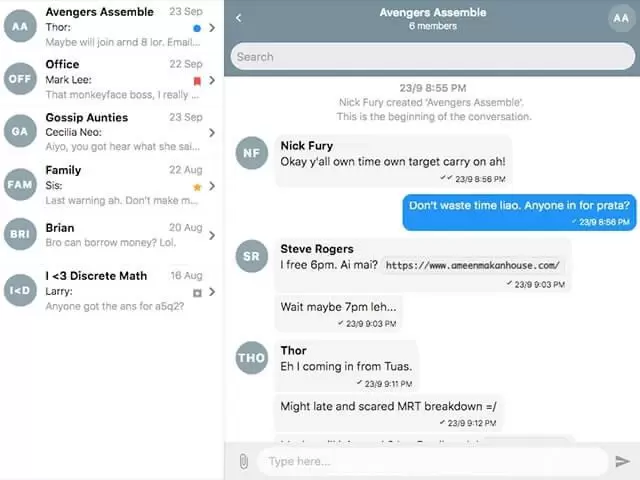 AA
Avengers Assemble
23 Sep
Thor:
Maybe will join arnd 8 lor. Email...
OFF
Office
22 Sep
Mark Lee:
That monkeyface boss, I really ...
GA
Gossip Aunties
23 Sep
Cecilia Neo:
Aiyo, you got hear what she sai...
FAM
Family
22 Aug
Sis:
Last warning ah. Don't make m...
BRI
Brian
20 Aug
Bro can borrow money? Lol.
I<D
I <3 Discrete Math
16 Aug
Larry:
Anyone got the ans for a5q2?
Avengers Assemble
6 members
AA
Search
23/9 8:55 PM
Nick Fury created 'Avengers Assemble'.
This is the beginning of the conversation.
NF
Nick Fury
Okay y'all own time own target carry on ah!
23/9 8:56 PM
Don't waste time liao. Anyone in for prata?
23/9 8:56 PM
SR
Steve Rogers
I free 6pm. Ai mai? https://www.ameenmakanhouse.com/
23/9 9:03 PM
Wait maybe 7pm leh...
23/9 9:03 PM
THO
Thor
Eh I coming in from Tuas.
23/9 9:11 PM
Might late and scared MRT breakdown =/
23/9 9:12 PM
Type here...